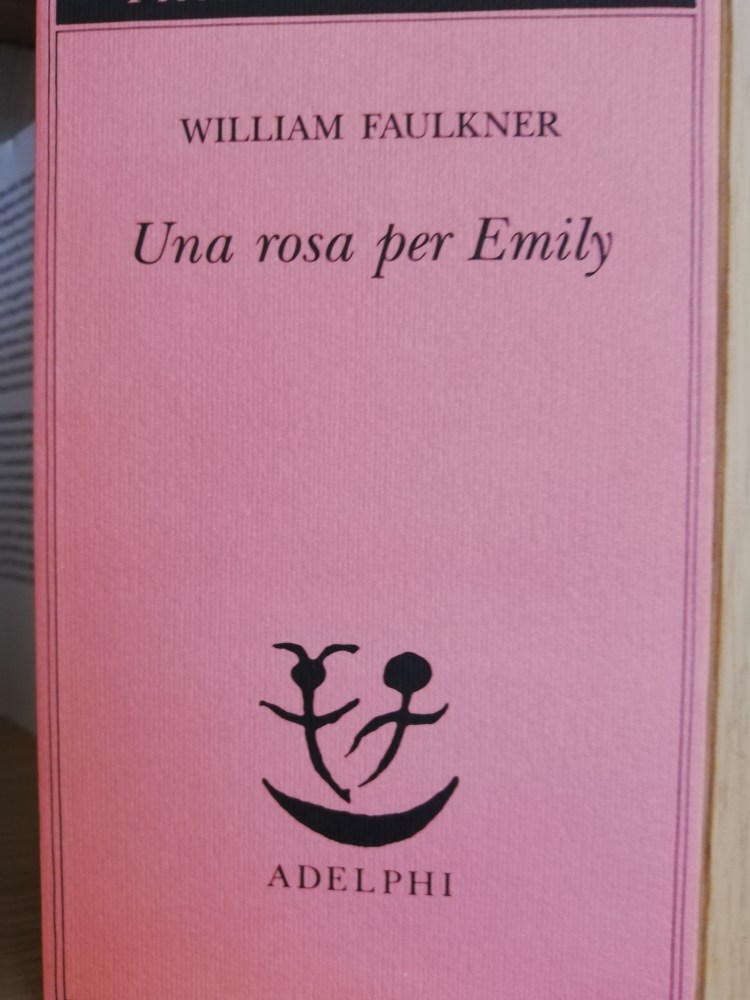 WILLIAM FAULKNER
Una rosa per Emily
ADELPHI